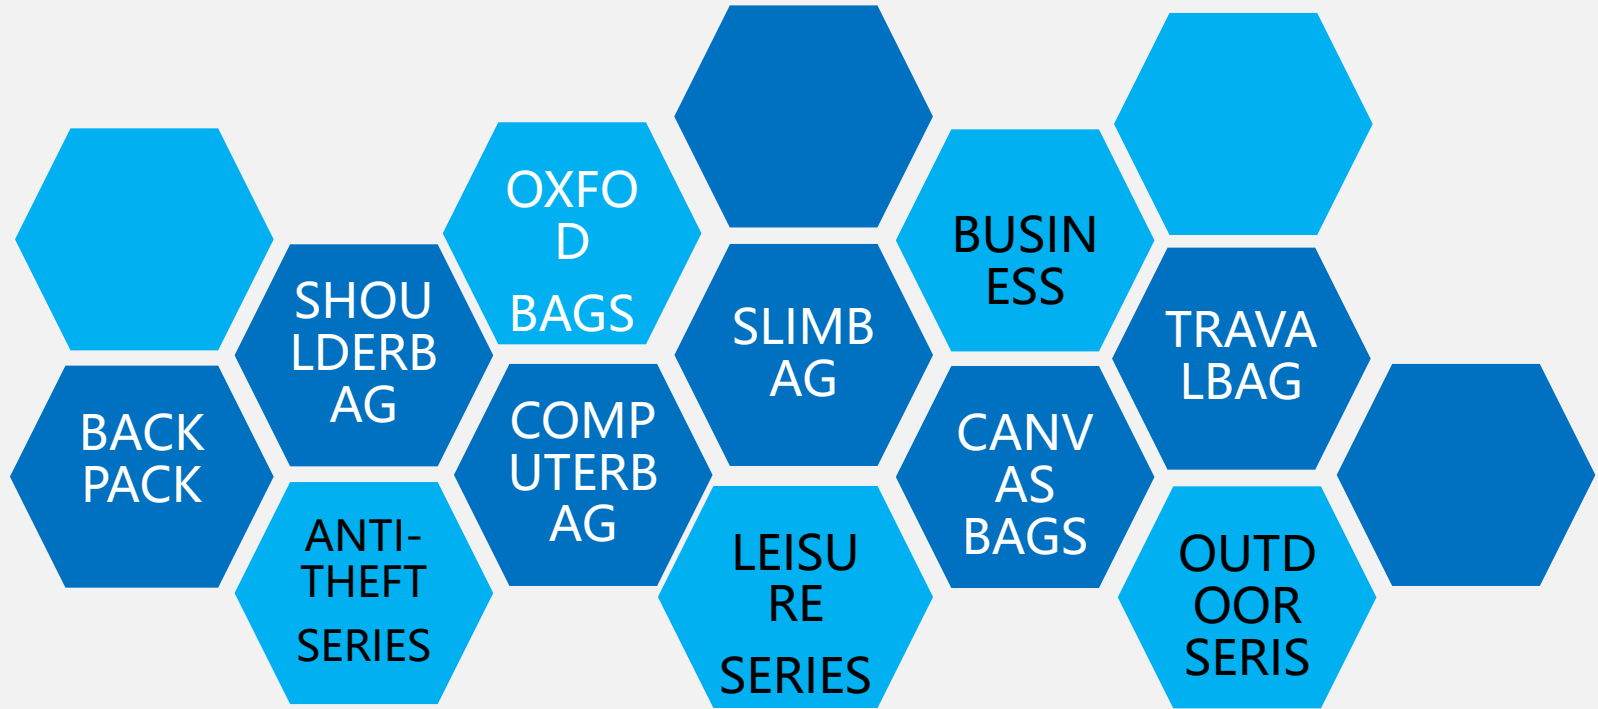 BACK
PACK
SHOU
LDERB
AG
ANTI-
THEFT
SERIES
OXFO
D
BAGS
COMP
UTERB
AG
SLIMB
AG
LEISU
RE
SERIES
BUSIN
ESS
CANV
AS
BAGS
TRAVA
LBAG
OUTD
OOR
SERIS